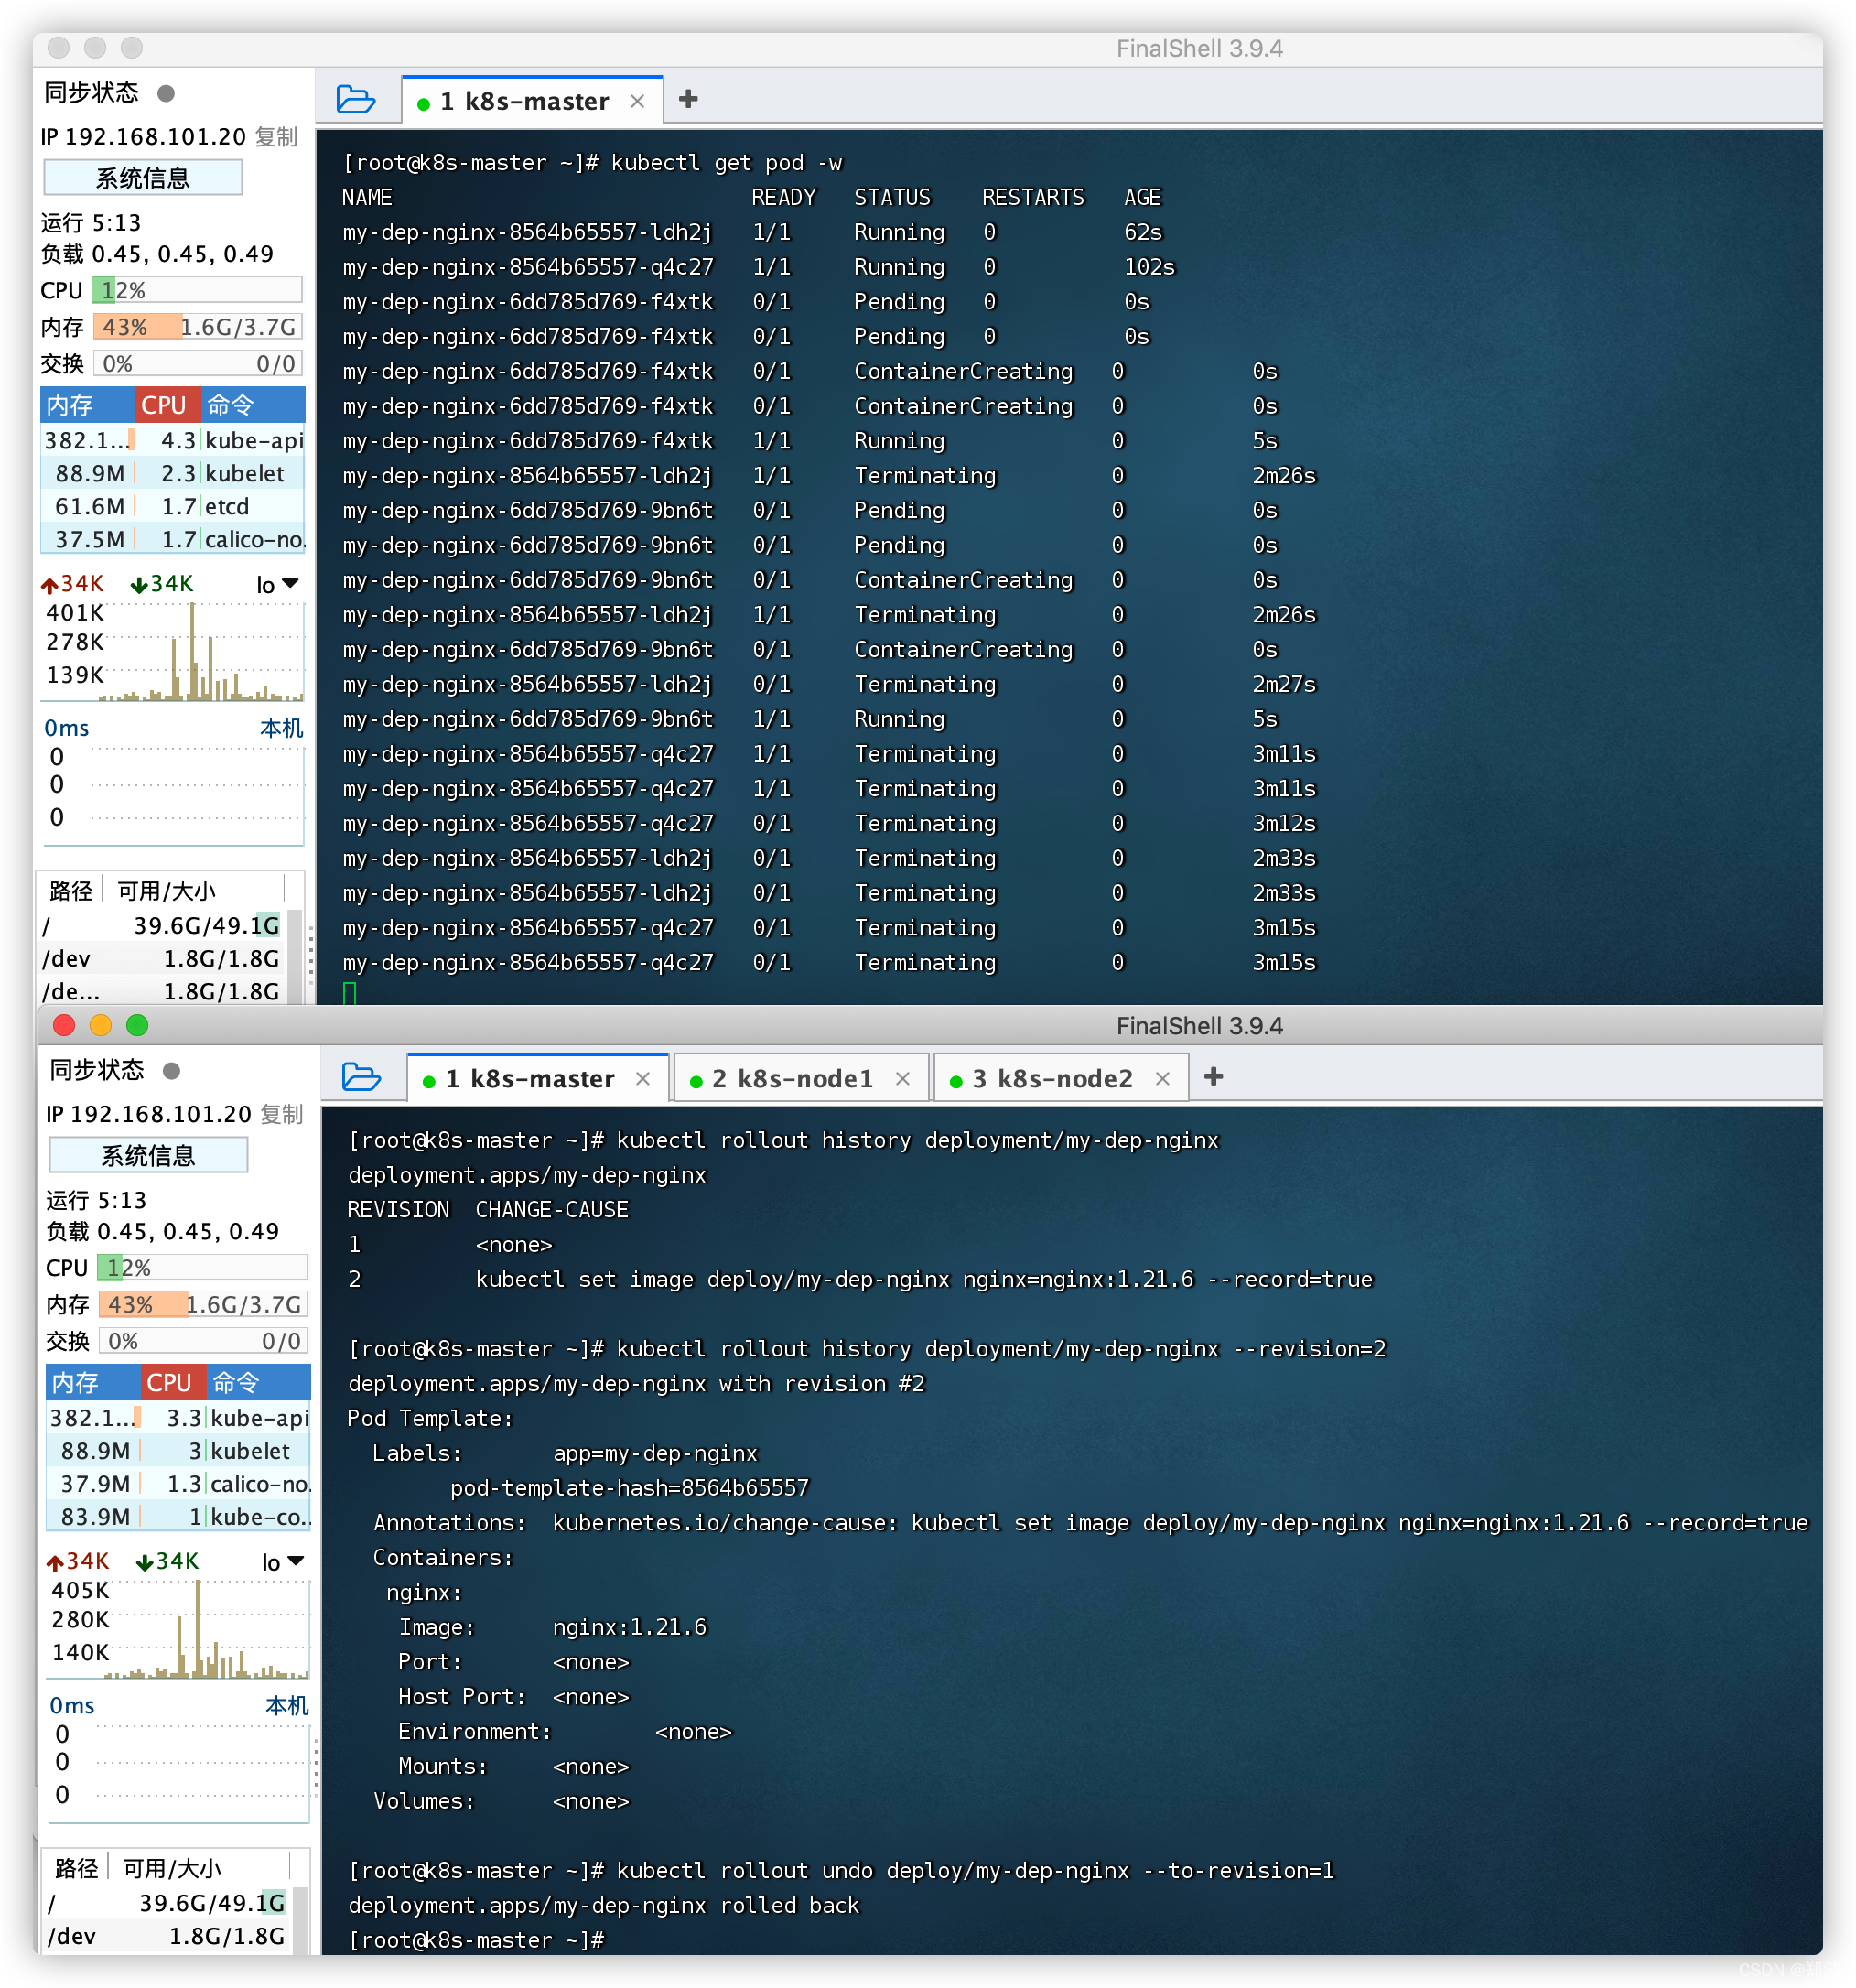 FinalShell 3.9.4
同步状态
1 k8s-master
IP 192.168.101.20 复制
系统信息
运行 5:13
负载 0.45, 0.45, 0.49
CPU 12%
内存 43% 1.6G/3.7G
交换 0% 0/0
内存 CPU 命令
382.1... 4.3 kube-api
88.9M 2.3 kubelet
61.6M 1.7 etcd
37.5M 1.7 calico-no.
34K 34K lo
401K
278K
139K
0ms 本机
0
0
0
路径 可用/大小
/ 39.6G/49.1G
/dev 1.8G/1.8G
/de... 1.8G/1.8G
[root@k8s-master ~]# kubectl get pod -w
NAME READY STATUS RESTARTS AGE
my-dep-nginx-8564b65557-ldh2j 1/1 Running 0 62s
my-dep-nginx-8564b65557-q4c27 1/1 Running 0 102s
my-dep-nginx-6dd785d769-f4xtk 0/1 Pending 0 0s
my-dep-nginx-6dd785d769-f4xtk 0/1 Pending 0 0s
my-dep-nginx-6dd785d769-f4xtk 0/1 ContainerCreating 0 0s
my-dep-nginx-6dd785d769-f4xtk 0/1 ContainerCreating 0 0s
my-dep-nginx-6dd785d769-f4xtk 1/1 Running 0 5s
my-dep-nginx-8564b65557-ldh2j 1/1 Terminating 0 2m26s
my-dep-nginx-6dd785d769-9bn6t 0/1 Pending 0 0s
my-dep-nginx-6dd785d769-9bn6t 0/1 Pending 0 0s
my-dep-nginx-6dd785d769-9bn6t 0/1 ContainerCreating 0 0s
my-dep-nginx-8564b65557-ldh2j 1/1 Terminating 0 2m26s
my-dep-nginx-6dd785d769-9bn6t 0/1 ContainerCreating 0 0s
my-dep-nginx-8564b65557-ldh2j 0/1 Terminating 0 2m27s
my-dep-nginx-6dd785d769-9bn6t 1/1 Running 0 5s
my-dep-nginx-8564b65557-q4c27 1/1 Terminating 0 3m11s
my-dep-nginx-8564b65557-q4c27 1/1 Terminating 0 3m11s
my-dep-nginx-8564b65557-q4c27 0/1 Terminating 0 3m12s
my-dep-nginx-8564b65557-ldh2j 0/1 Terminating 0 2m33s
my-dep-nginx-8564b65557-ldh2j 0/1 Terminating 0 2m33s
my-dep-nginx-8564b65557-q4c27 0/1 Terminating 0 3m15s
my-dep-nginx-8564b65557-q4c27 0/1 Terminating 0 3m15s
FinalShell 3.9.4
同步状态
1 k8s-master 2 k8s-node1 3 k8s-node2
IP 192.168.101.20 复制
系统信息
运行 5:13
负载 0.45, 0.45, 0.49
CPU 12%
内存 43% 1.6G/3.7G
交换 0% 0/0
内存 CPU 命令
382.1... 3.3 kube-api
88.9M 3 kubelet
37.9M 1.3 calico-no.
83.9M 1 kube-co..
34K 34K lo
405K
280K
140K
0ms 本机
0
0
0
路径 可用/大小
/ 39.6G/49.1G
/dev 1.8G/1.8G
[root@k8s-master ~]# kubectl rollout history deployment/my-dep-nginx
deployment.apps/my-dep-nginx
REVISION CHANGE-CAUSE
1 <none>
2 kubectl set image deploy/my-dep-nginx nginx=nginx:1.21.6 --record=true
[root@k8s-master ~]# kubectl rollout history deployment/my-dep-nginx --revision=2
deployment.apps/my-dep-nginx with revision #2
Pod Template:
Labels: app=my-dep-nginx
pod-template-hash=8564b65557
Annotations: kubernetes.io/change-cause: kubectl set image deploy/my-dep-nginx nginx=nginx:1.21.6 --record=true
Containers:
nginx:
Image: nginx:1.21.6
Port: <none>
Host Port: <none>
Environment: <none>
Mounts: <none>
Volumes: <none>
[root@k8s-master ~]# kubectl rollout undo deploy/my-dep-nginx --to-revision=1
deployment.apps/my-dep-nginx rolled back
[root@k8s-master ~]#